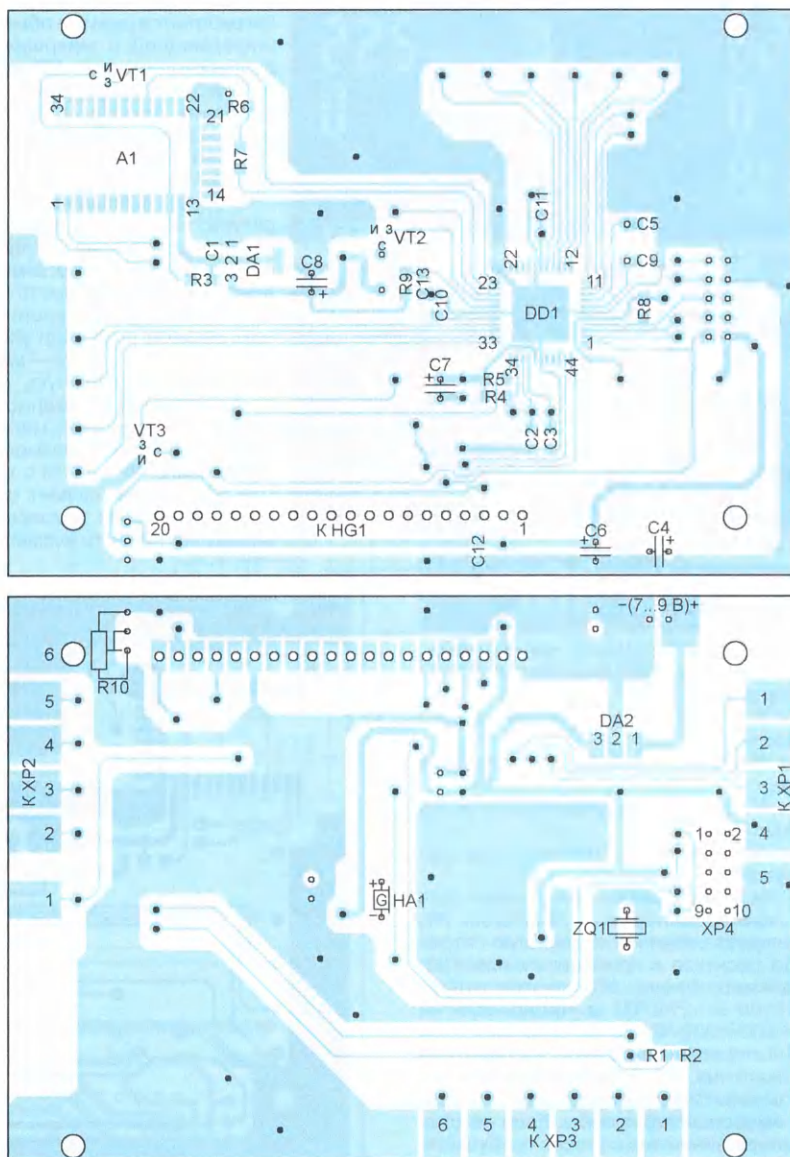 С И З VT1
34
22
R6
21
A1
R7
1
13
14
C11
C5
C1
3 2 1
DA1
R3
C8
+
И З С
VT2
R9
C13
C10
22
12
C9
23
11
DD1
R8
33
1
34
44
C7
+
R5
R4
C2
C3
VT3
З И С
20
К HG1
1
C12
+
C6
C4
+
−(7...9 В)+
6
R10
5
4
К XP2
3
2
1
DA2
3 2 1
1
2
К XP1
3
4
5
1
2
9
10
XP4
+
G
−
HA1
ZQ1
R1
R2
6
5
4
3
2
1
К XP3